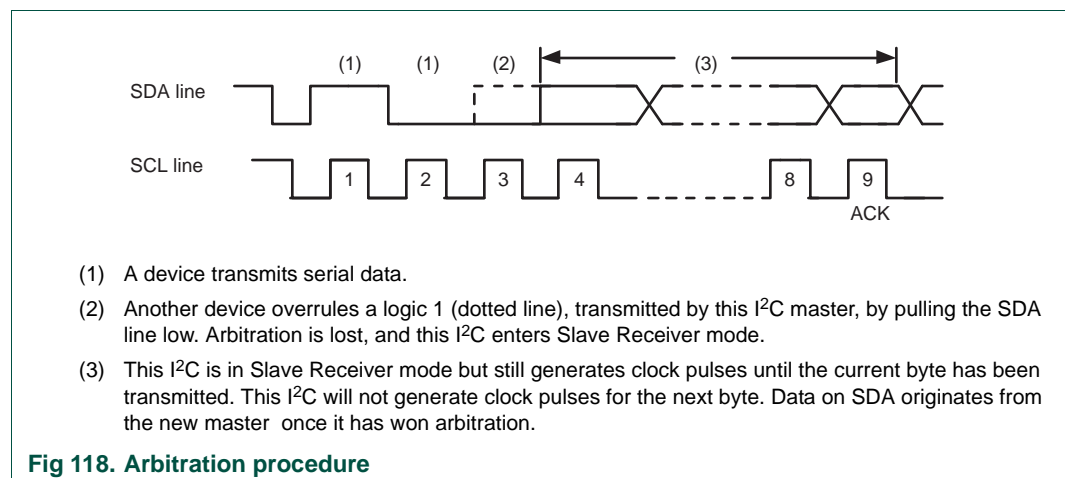 (1) (1) (2) (3)
SDA line
SCL line
1 2 3 4 8 9
ACK
(1) A device transmits serial data.
(2) Another device overrules a logic 1 (dotted line), transmitted by this I2C master, by pulling the SDA
line low. Arbitration is lost, and this I2C enters Slave Receiver mode.
(3) This I2C is in Slave Receiver mode but still generates clock pulses until the current byte has been
transmitted. This I2C will not generate clock pulses for the next byte. Data on SDA originates from
the new master once it has won arbitration.
Fig 118. Arbitration procedure